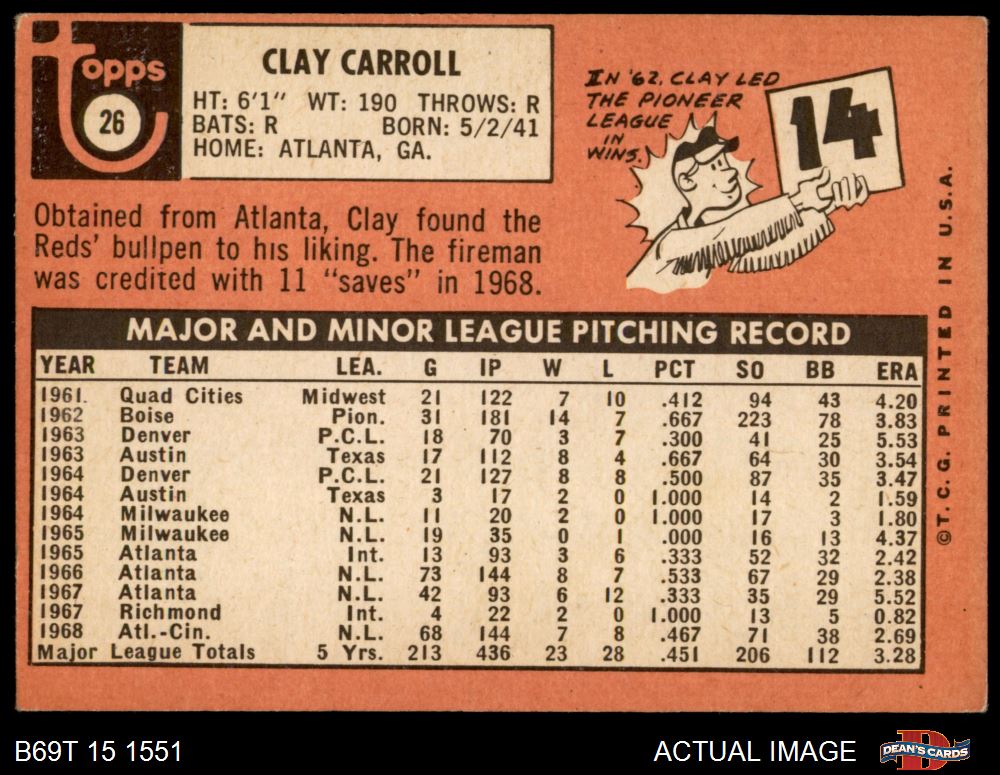 topps
26
CLAY CARROLL
HT: 6'1" WT: 190 THROWS: R
BATS: R BORN: 5/2/41
HOME: ATLANTA, GA.
IN '62, CLAY LED
THE PIONEER
LEAGUE
IN
WINS.
14
Obtained from Atlanta, Clay found the
Reds' bullpen to his liking. The fireman
was credited with 11 "saves" in 1968.
MAJOR AND MINOR LEAGUE PITCHING RECORD
YEAR TEAM LEA. G IP W L PCT SO BB ERA
1961. Quad Cities Midwest 21 122 7 10 .412 94 43 4.20
1962 Boise Pion. 31 181 14 7 .667 223 78 3.83
1963 Denver P.C.L. 18 70 3 7 .300 41 25 5.53
1963 Austin Texas 17 112 8 4 .667 64 30 3.54
1964 Denver P.C.L. 21 127 8 8 .500 87 35 3.47
1964 Austin Texas 3 17 2 0 1.000 14 2 1.59
1964 Milwaukee N.L. 11 20 2 0 1.000 17 3 1.80
1965 Milwaukee N.L. 19 35 0 1 .000 16 13 4.37
1965 Atlanta Int. 13 93 3 6 .333 52 32 2.42
1966 Atlanta N.L. 73 144 8 7 .533 67 29 2.38
1967 Atlanta N.L. 42 93 6 12 .333 35 29 5.52
1967 Richmond Int. 4 22 2 0 1.000 13 5 0.82
1968 Atl.-Cin. N.L. 68 144 7 8 .467 71 38 2.69
Major League Totals 5 Yrs. 213 436 23 28 .451 206 112 3.28
©T.C.G. PRINTED IN U.S.A.
B69T 15 1551
ACTUAL IMAGE
DEAN'S CARDS